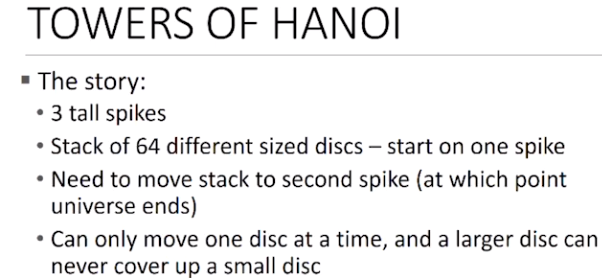 TOWERS OF HANOI
▪ The story:
• 3 tall spikes
• Stack of 64 different sized discs – start on one spike
• Need to move stack to second spike (at which point
universe ends)
• Can only move one disc at a time, and a larger disc can
never cover up a small disc